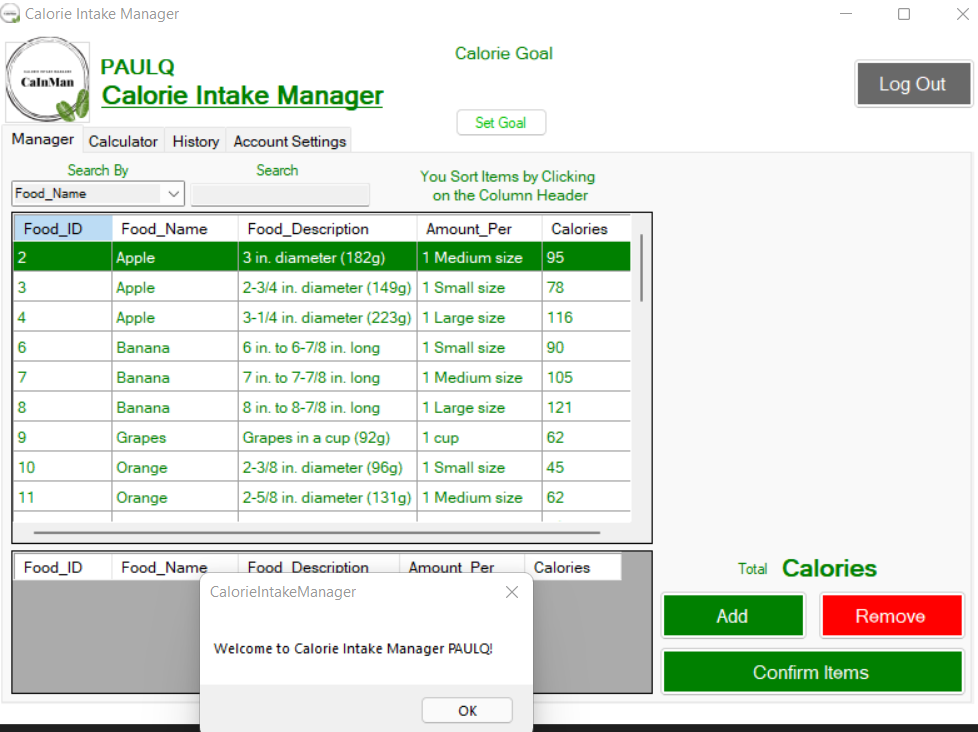 Calorie Intake Manager
CaInMan
PAULQ
Calorie Intake Manager
Calorie Goal
Set Goal
Log Out
Manager Calculator History Account Settings
Search By Search
Food_Name
You Sort Items by Clicking
on the Column Header
Food_ID Food_Name Food_Description Amount_Per Calories
2 Apple 3 in. diameter (182g) 1 Medium size 95
3 Apple 2-3/4 in. diameter (149g) 1 Small size 78
4 Apple 3-1/4 in. diameter (223g) 1 Large size 116
6 Banana 6 in. to 6-7/8 in. long 1 Small size 90
7 Banana 7 in. to 7-7/8 in. long 1 Medium size 105
8 Banana 8 in. to 8-7/8 in. long 1 Large size 121
9 Grapes Grapes in a cup (92g) 1 cup 62
10 Orange 2-3/8 in. diameter (96g) 1 Small size 45
11 Orange 2-5/8 in. diameter (131g) 1 Medium size 62
Food_ID Food_Name Food_Description Amount_Per Calories
Total Calories
Add Remove
Confirm Items
CalorieIntakeManager
Welcome to Calorie Intake Manager PAULQ!
OK